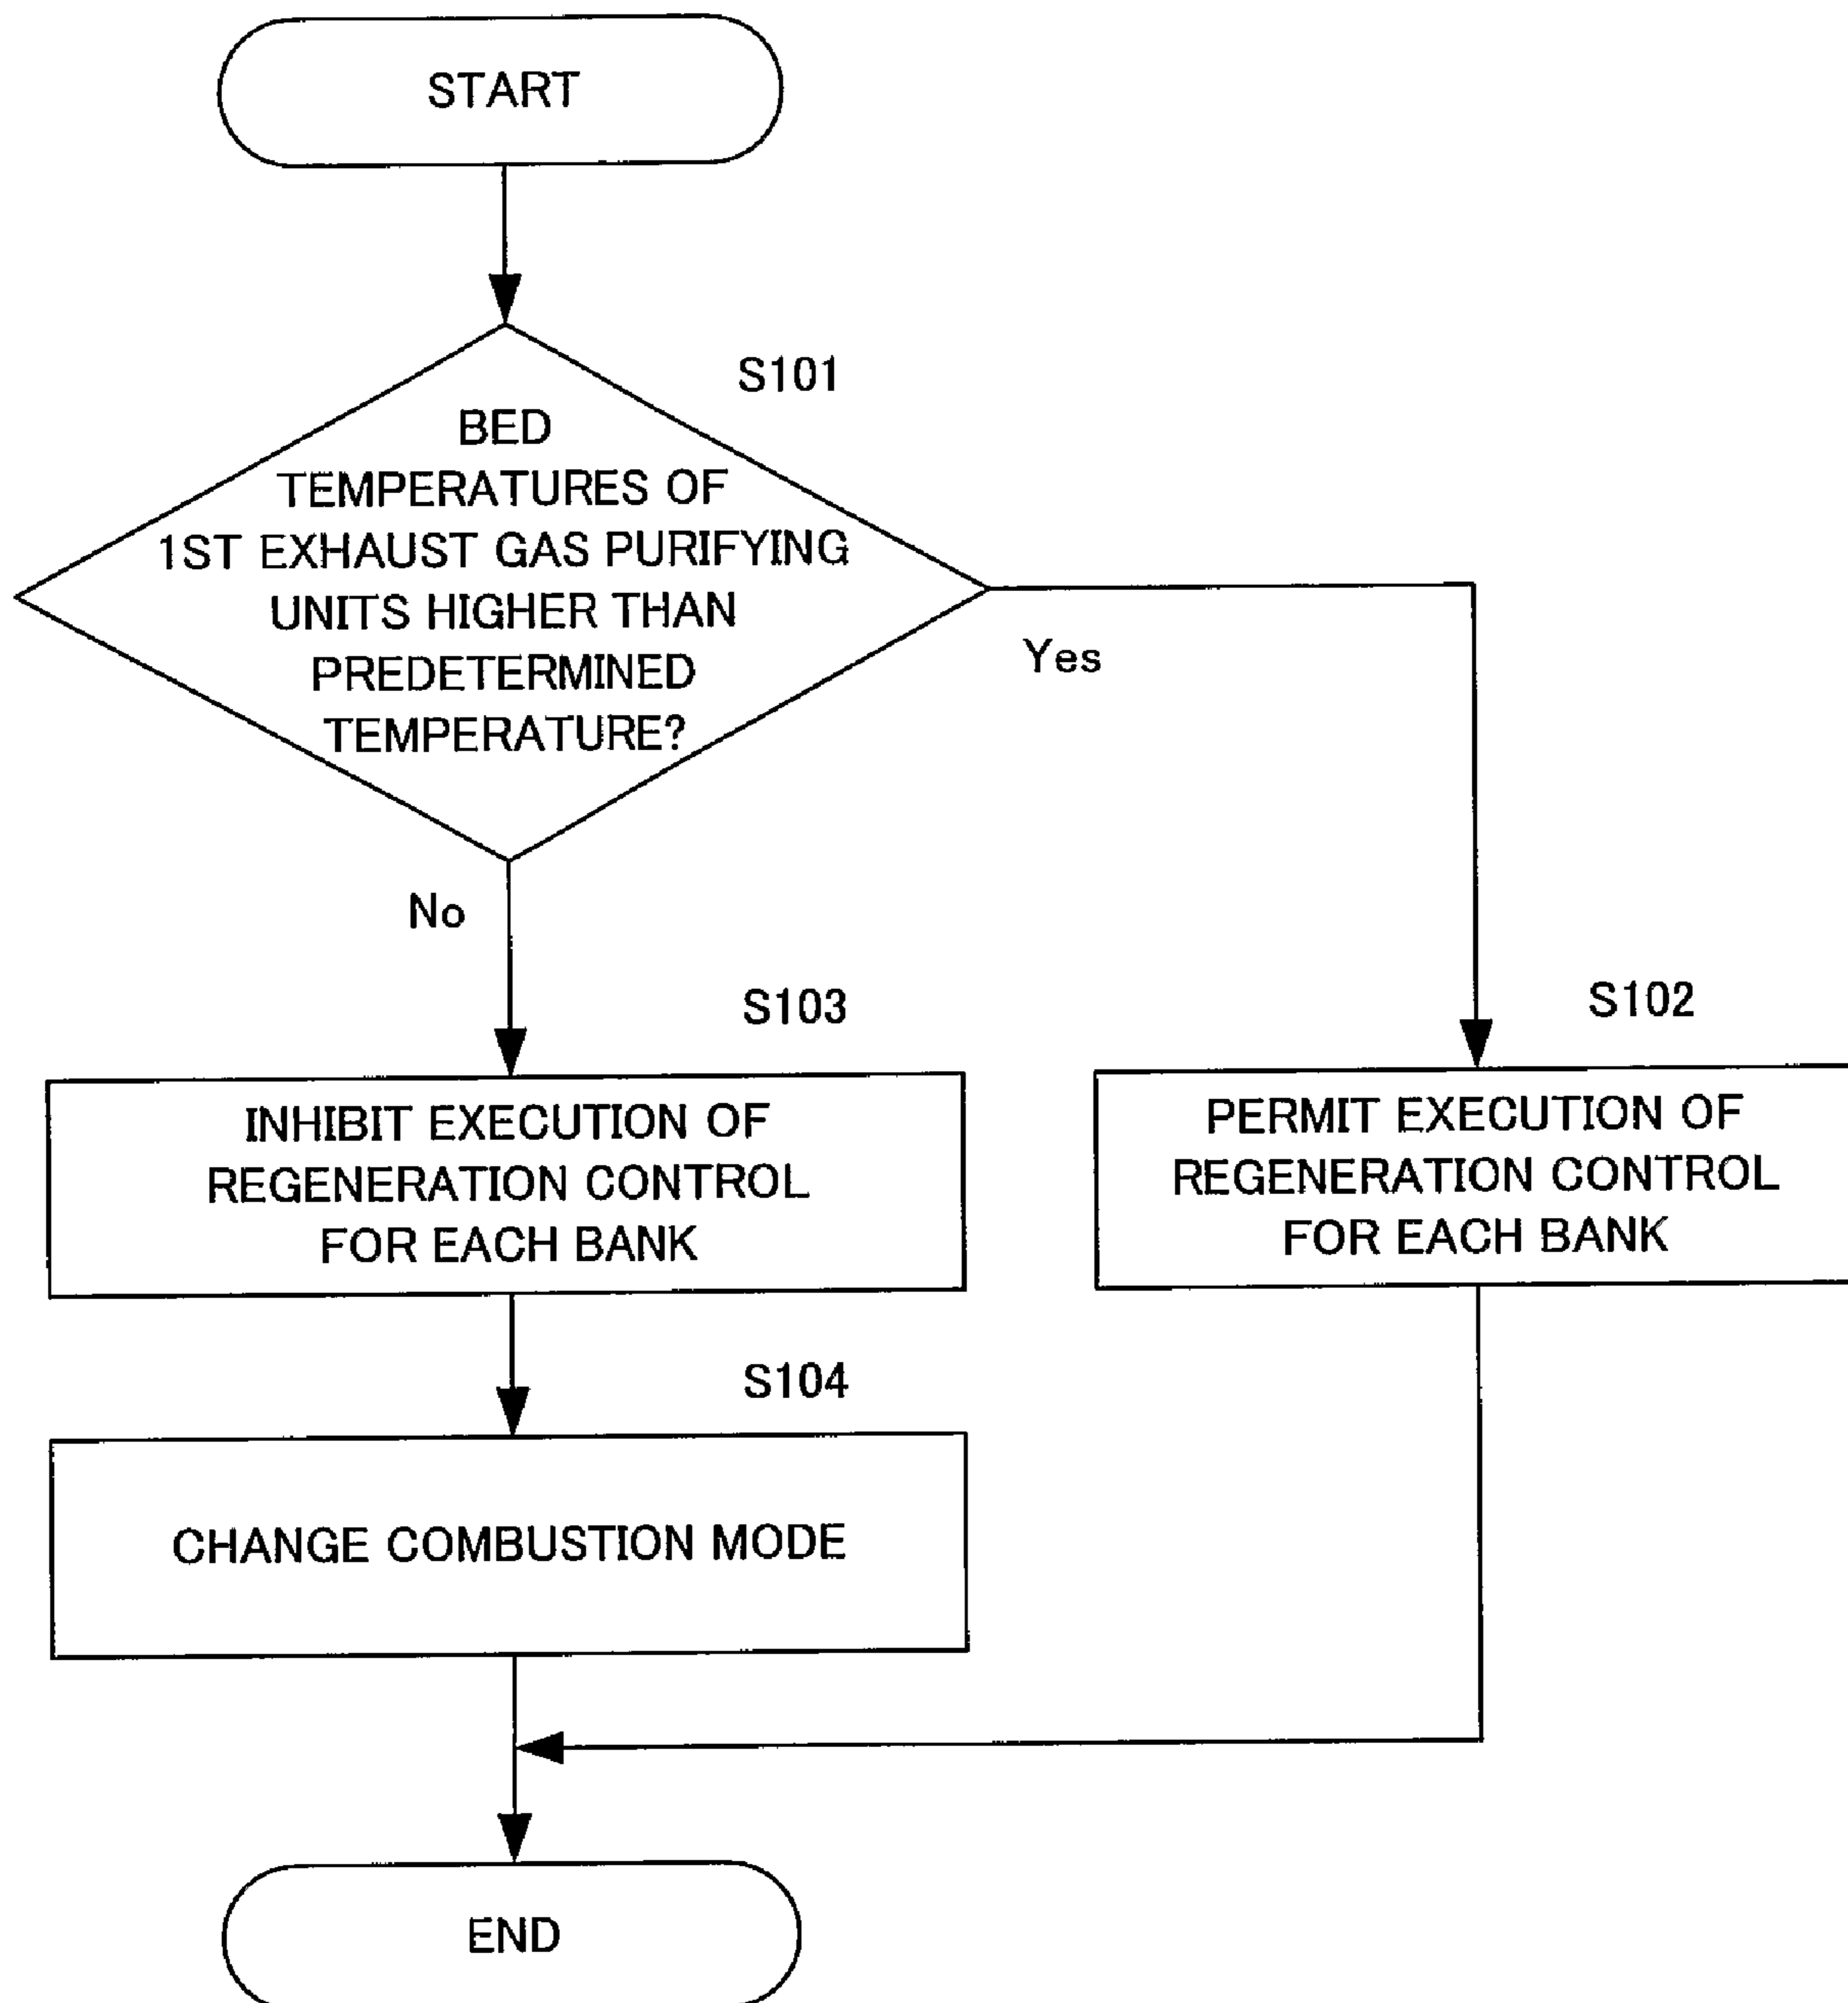 START
S101
BED
TEMPERATURES OF
1ST EXHAUST GAS PURIFYING
UNITS HIGHER THAN
PREDETERMINED
TEMPERATURE?
Yes
No
S103
INHIBIT EXECUTION OF
REGENERATION CONTROL
FOR EACH BANK
S102
PERMIT EXECUTION OF
REGENERATION CONTROL
FOR EACH BANK
S104
CHANGE COMBUSTION MODE
END